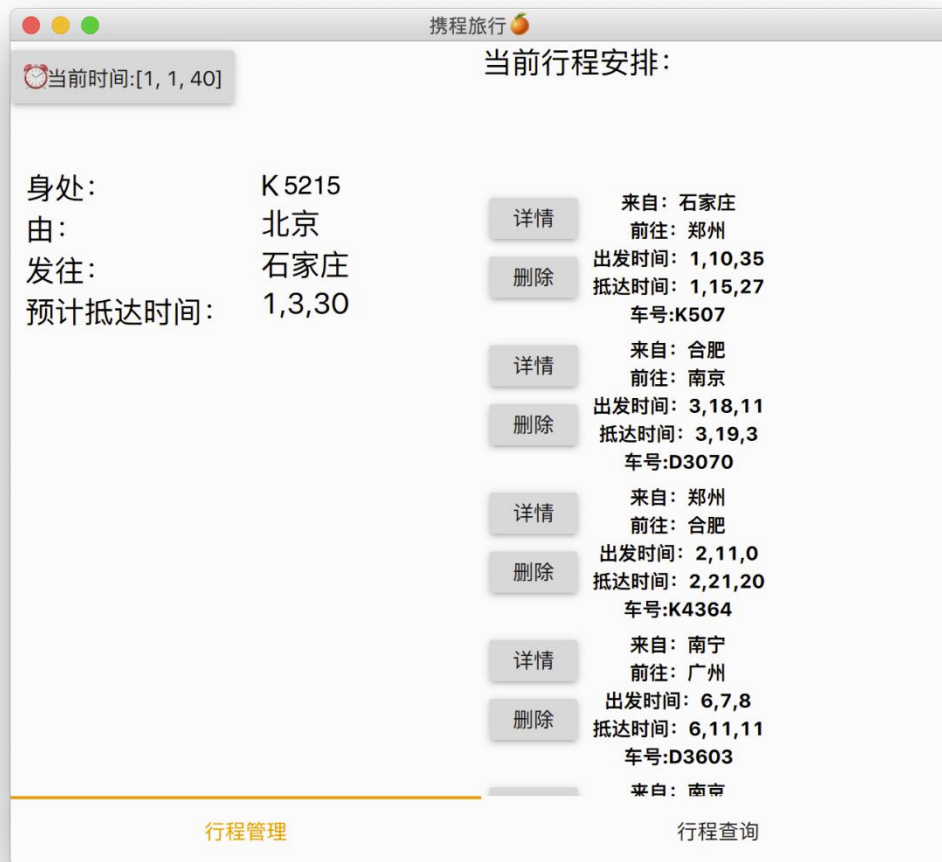 携程旅行
当前时间:[1, 1, 40]
身处： K 5215
由： 北京
发往： 石家庄
预计抵达时间： 1,3,30
当前行程安排：
详情
删除
来自：石家庄
前往：郑州
出发时间：1,10,35
抵达时间：1,15,27
车号:K507
详情
删除
来自：合肥
前往：南京
出发时间：3,18,11
抵达时间：3,19,3
车号:D3070
详情
删除
来自：郑州
前往：合肥
出发时间：2,11,0
抵达时间：2,21,20
车号:K4364
详情
删除
来自：南宁
前往：广州
出发时间：6,7,8
抵达时间：6,11,11
车号:D3603
来自：南京
行程管理
行程查询